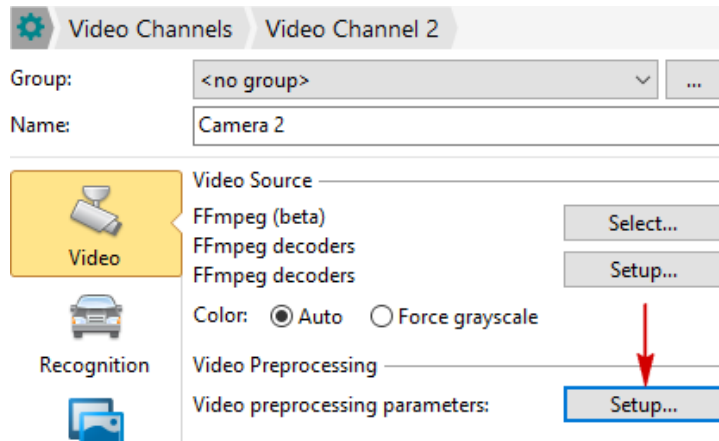 Video Channels Video Channel 2
Group: <no group> ...
Name: Camera 2
Video Source
FFmpeg (beta) Select...
FFmpeg decoders
FFmpeg decoders Setup...
Video
Color: Auto Force grayscale
Recognition
Video Preprocessing
Video preprocessing parameters: Setup...